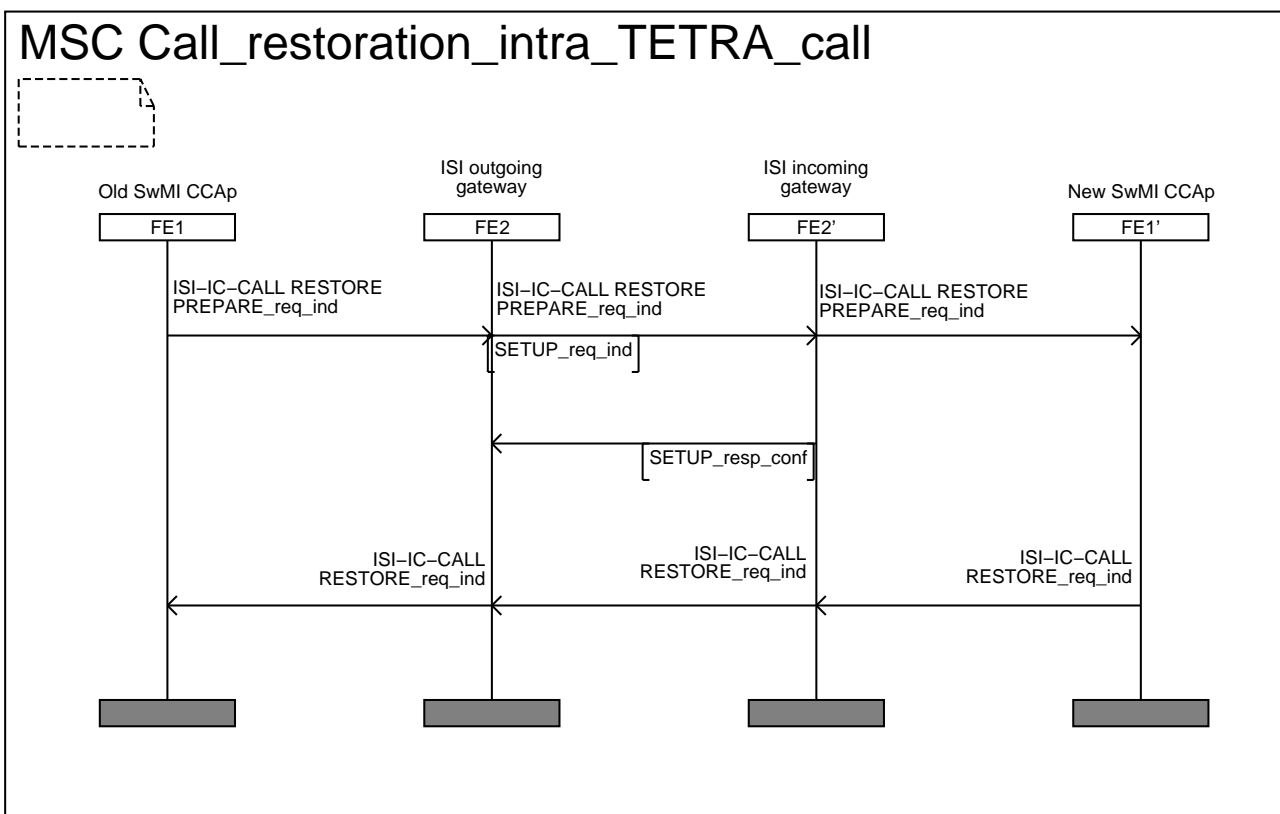 MSC Call_restoration_intra_TETRA_call
Old SwMI CCAp
ISI outgoing
gateway
ISI incoming
gateway
New SwMI CCAp
FE1
FE2
FE2’
FE1’
ISI−IC−CALL RESTORE
PREPARE_req_ind
ISI−IC−CALL RESTORE
PREPARE_req_ind
ISI−IC−CALL RESTORE
PREPARE_req_ind
SETUP_req_ind
SETUP_resp_conf
ISI−IC−CALL
RESTORE_req_ind
ISI−IC−CALL
RESTORE_req_ind
ISI−IC−CALL
RESTORE_req_ind